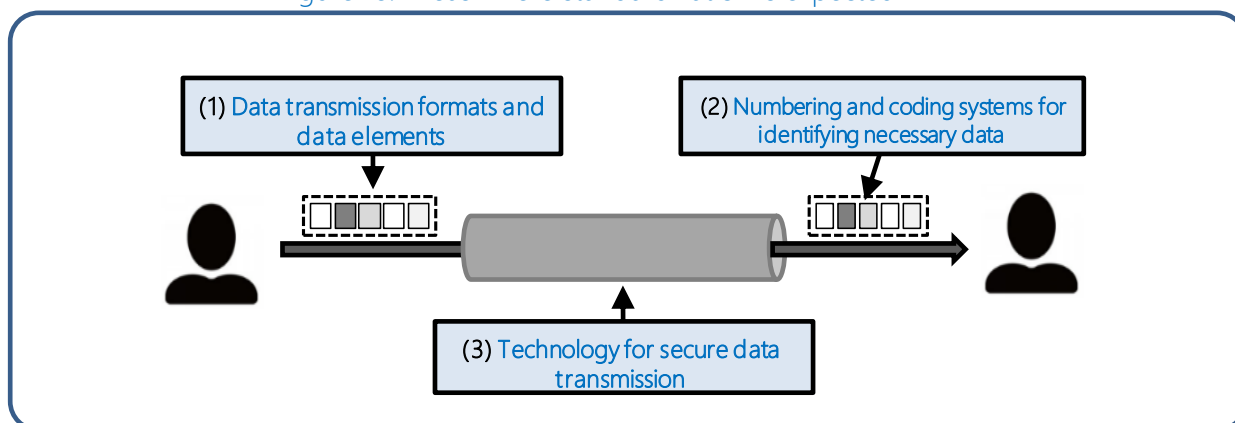 (1) Data transmission formats and
data elements
(2) Numbering and coding systems for
identifying necessary data
(3) Technology for secure data
transmission